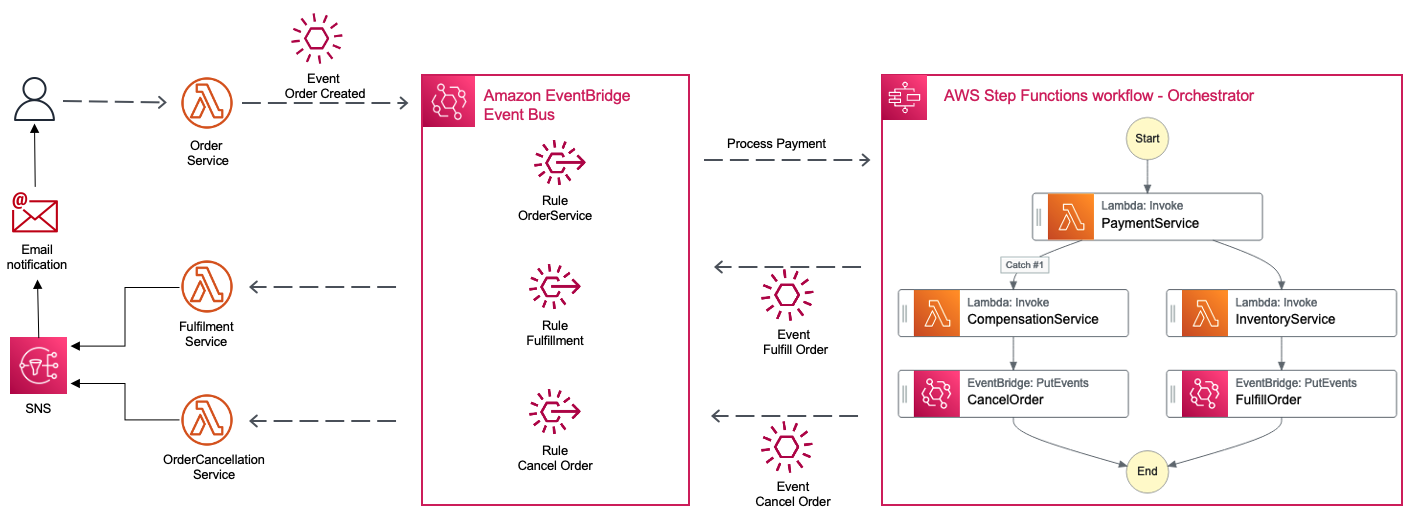 Event
Order Created
Order
Service
Email
notification
Fulfilment
Service
SNS
OrderCancellation
Service
Amazon EventBridge
Event Bus
Rule
OrderService
Rule
Fulfillment
Rule
Cancel Order
Process Payment
Event
Fulfill Order
Event
Cancel Order
AWS Step Functions workflow - Orchestrator
Start
Lambda: Invoke
PaymentService
Catch #1
Lambda: Invoke
CompensationService
Lambda: Invoke
InventoryService
EventBridge: PutEvents
CancelOrder
EventBridge: PutEvents
FulfillOrder
End